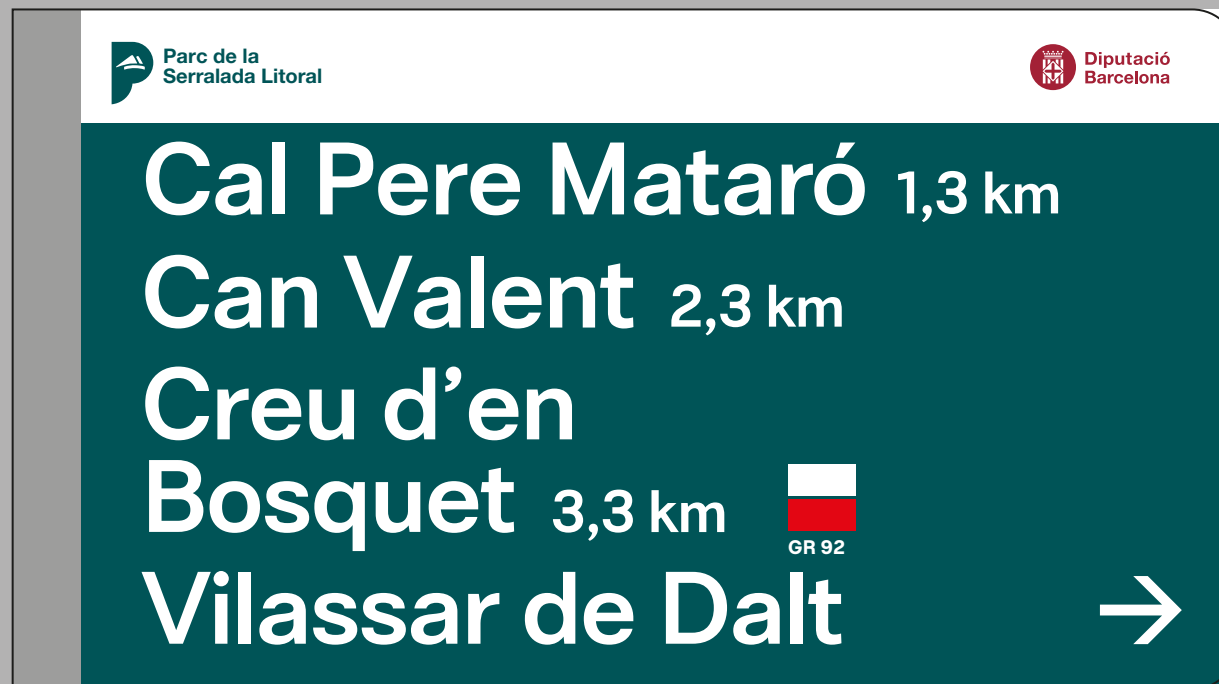 Parc de la
Serralada Litoral
Diputació
Barcelona
Cal Pere Mataró 1,3 km
Can Valent 2,3 km
Creu d’en
Bosquet 3,3 km
GR 92
Vilassar de Dalt